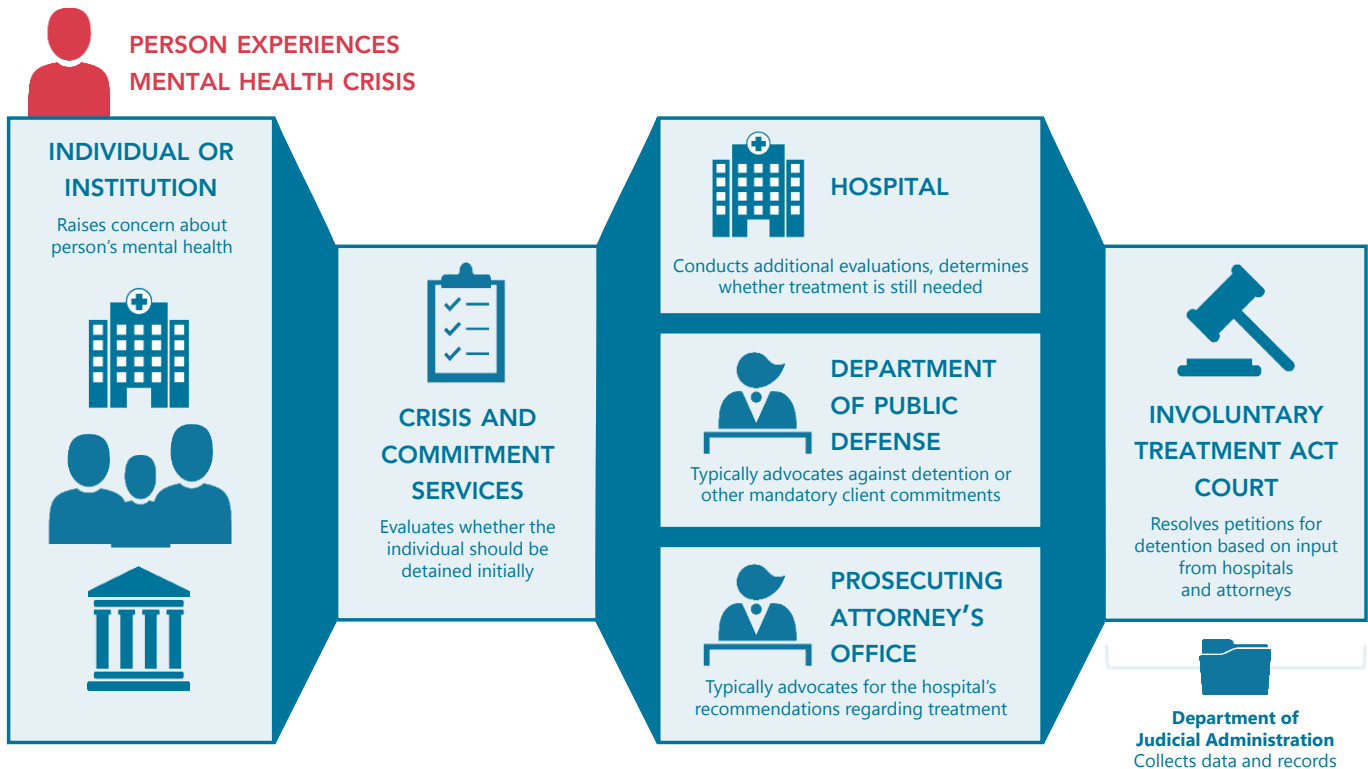 PERSON EXPERIENCES
MENTAL HEALTH CRISIS
INDIVIDUAL OR
INSTITUTION
Raises concern about
person's mental health
CRISIS AND
COMMITMENT
SERVICES
Evaluates whether the
individual should be
detained initially
HOSPITAL
Conducts additional evaluations, determines
whether treatment is still needed
DEPARTMENT
OF PUBLIC
DEFENSE
Typically advocates against detention or
other mandatory client commitments
PROSECUTING
ATTORNEY'S
OFFICE
Typically advocates for the hospital's
recommendations regarding treatment
INVOLUNTARY
TREATMENT ACT
COURT
Resolves petitions for
detention based on input
from hospitals
and attorneys
Department of
Judicial Administration
Collects data and records